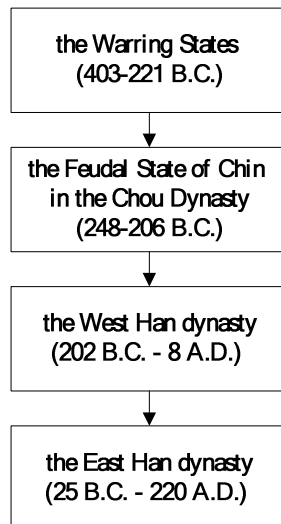 the Warring States
(403-221 B.C.)
the Feudal State of Chin
in the Chou Dynasty
(248-206 B.C.)
the West Han dynasty
(202 B.C. - 8 A.D.)
the East Han dynasty
(25 B.C. - 220 A.D.)